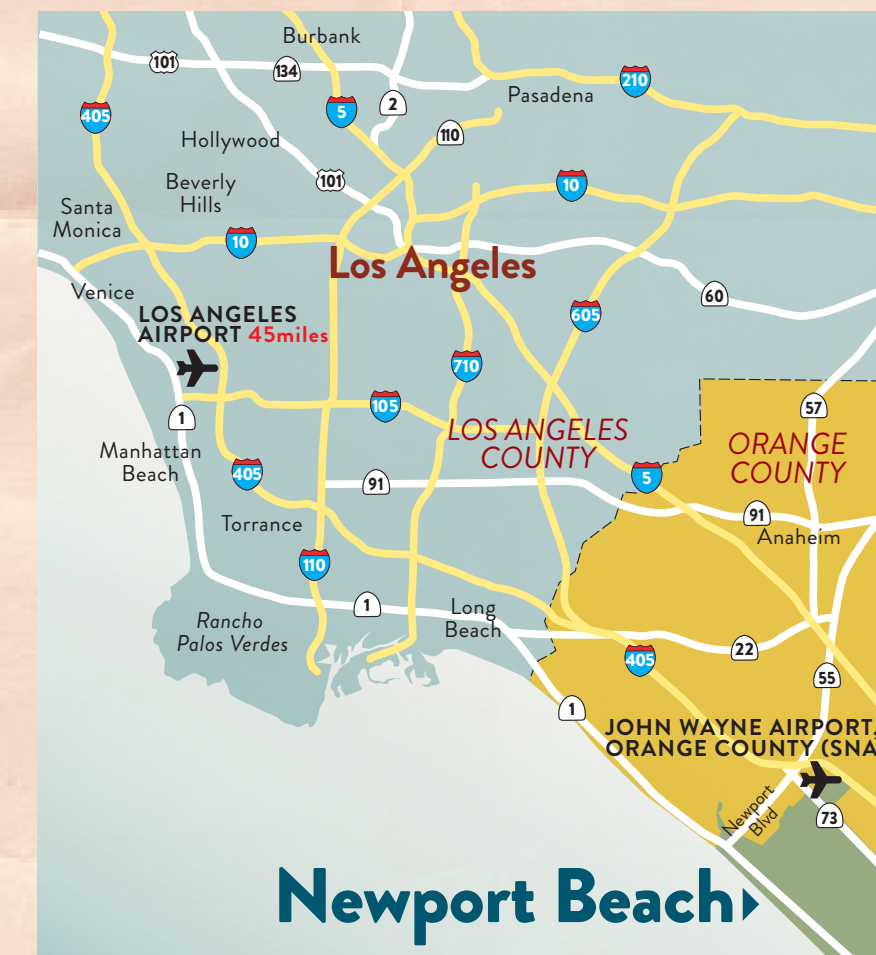 Burbank
101
134
210
405
5
2
Pasadena
110
Hollywood
101
10
Beverly
Hills
Santa
Monica
10
Los Angeles
Venice
60
LOS ANGELES
AIRPORT 45miles
605
710
1
105
57
LOS ANGELES
COUNTY
ORANGE
COUNTY
Manhattan
Beach
405
91
5
91
Torrance
Anaheim
110
1
Long
Beach
Rancho
Palos Verdes
22
405
55
1
JOHN WAYNE AIRPORT,
ORANGE COUNTY (SNA
Newport
Blvd
73
Newport Beach